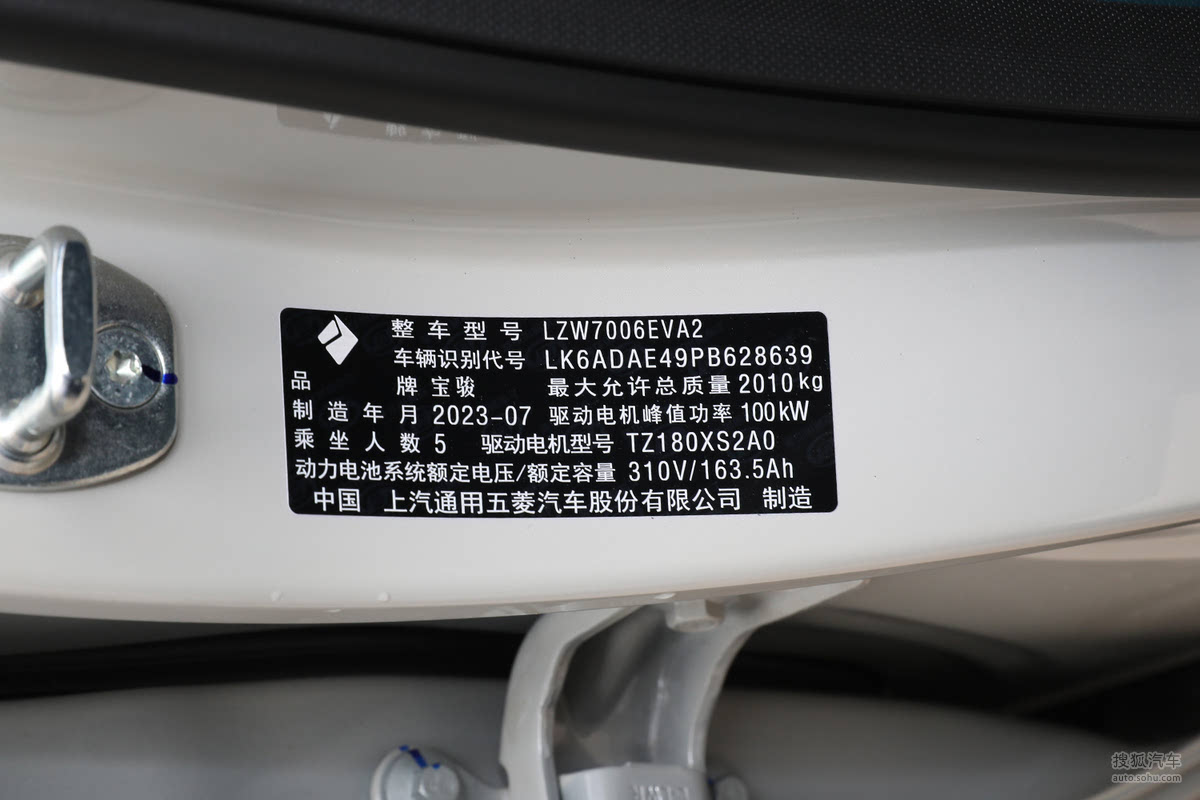 整车型号 LZW7006EVA2
车辆识别代号 LK6ADAE49PB628639
品牌 宝骏 最大允许总质量 2010kg
制造年月 2023-07 驱动电机峰值功率 100kW
乘坐人数 5 驱动电机型号 TZ180XS2A0
动力电池系统额定电压/额定容量 310V/163.5Ah
中国 上汽通用五菱汽车股份有限公司 制造
搜狐汽车
auto.sohu.com